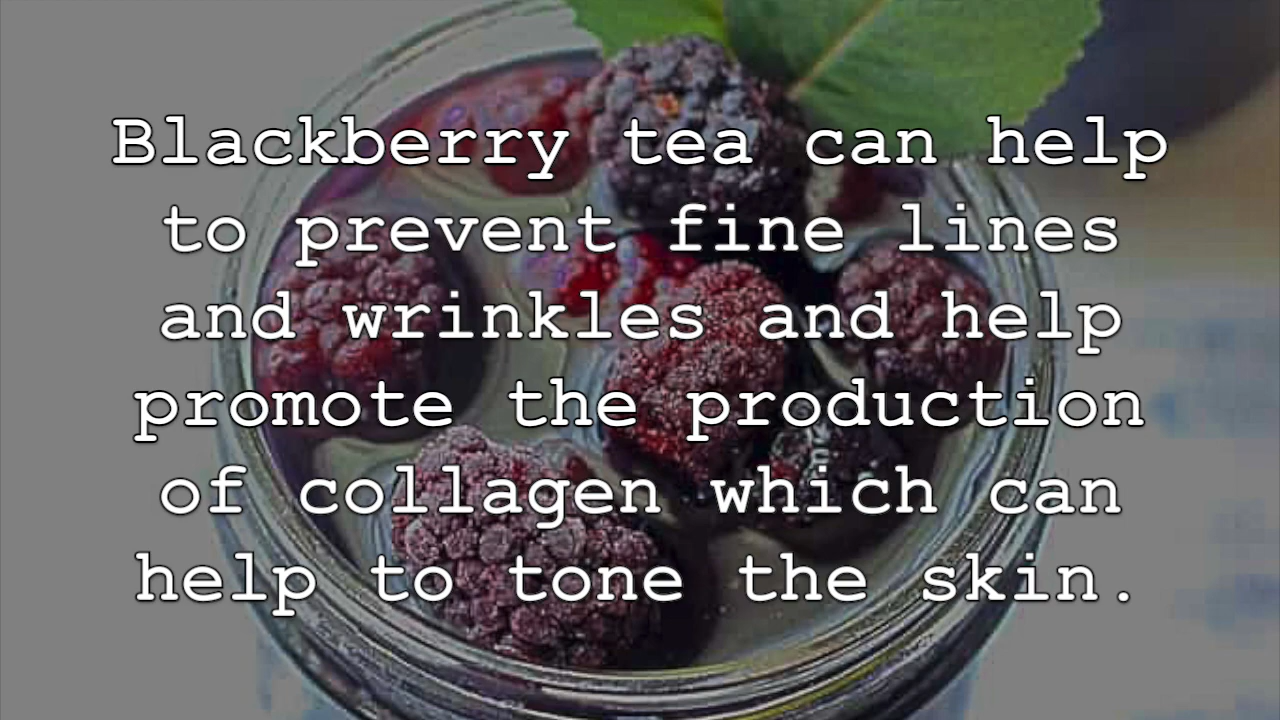 Blackberry tea can help
to prevent fine lines
and wrinkles and help
promote the production
of collagen which can
help to tone the skin.